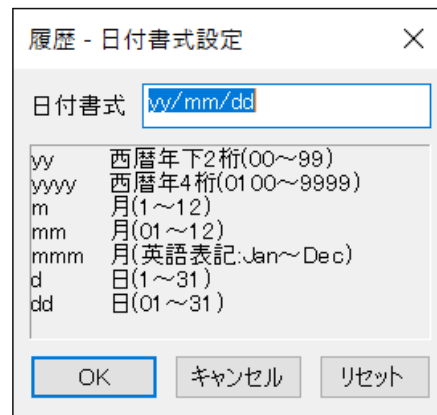 履歴 - 日付書式設定
日付書式 yy/mm/dd
yy 西暦年下2桁(00～99)
yyyy 西暦年4桁(0100～9999)
m 月(1～12)
mm 月(01～12)
mmm 月(英語表記:Jan～Dec)
d 日(1～31)
dd 日(01～31)
OK キャンセル リセット